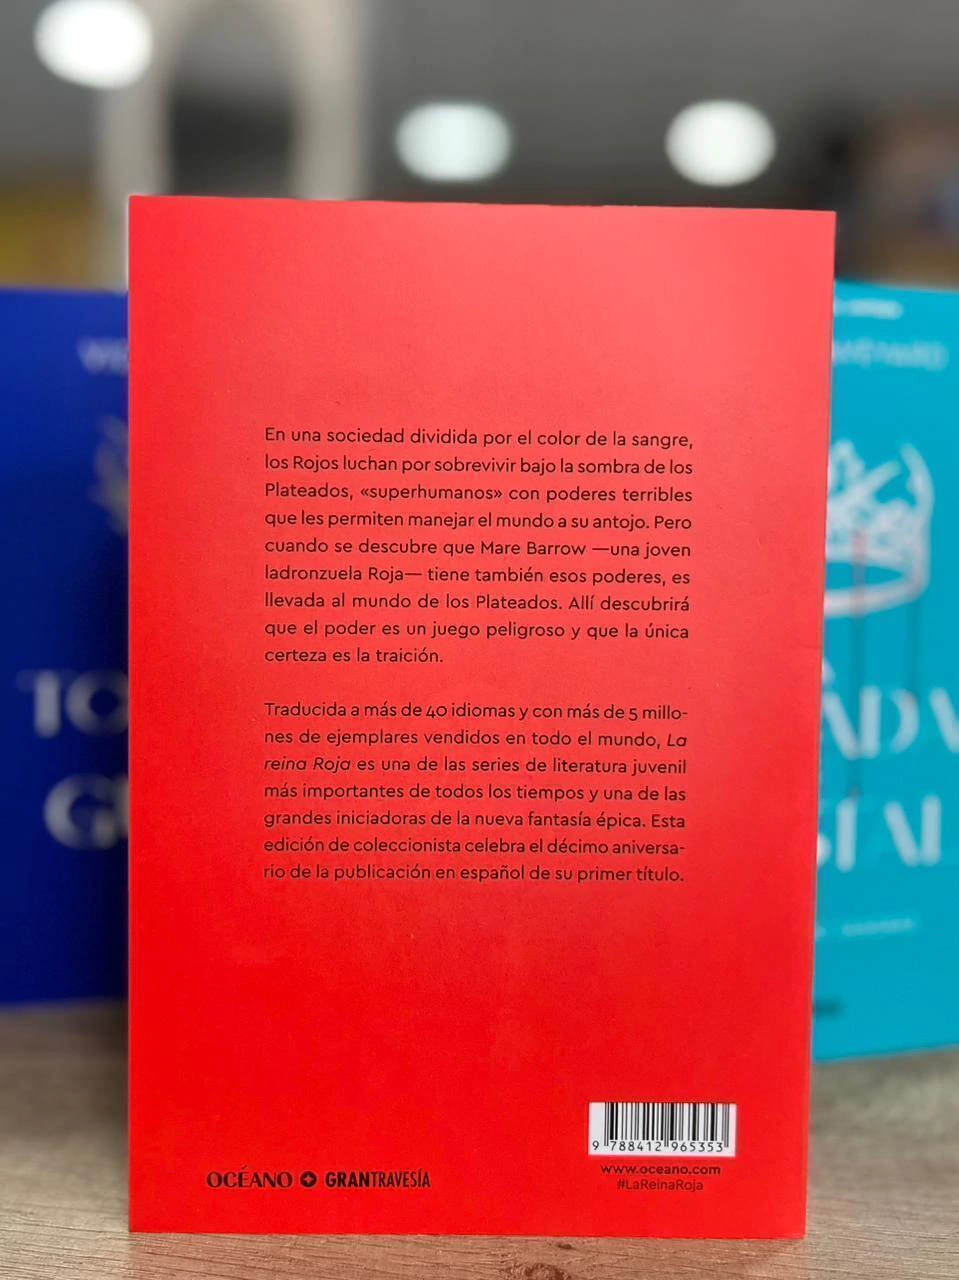 En una sociedad dividida por el color de la sangre,
los Rojos luchan por sobrevivir bajo la sombra de los
Plateados, «superhumanos» con poderes terribles
que les permiten manejar el mundo a su antojo. Pero
cuando se descubre que Mare Barrow —una joven
ladronzuela Roja— tiene también esos poderes, es
llevada al mundo de los Plateados. Allí descubrirá
que el poder es un juego peligroso y que la única
certeza es la traición.
Traducida a más de 40 idiomas y con más de 5 millo-
nes de ejemplares vendidos en todo el mundo, La
reina Roja es una de las series de literatura juvenil
más importantes de todos los tiempos y una de las
grandes iniciadoras de la nueva fantasía épica. Esta
edición de coleccionista celebra el décimo aniversa-
rio de la publicación en español de su primer título.
9 788412 965353
www.oceano.com
#LaReinaRoja
OCÉANO GRANTRAVESÍA